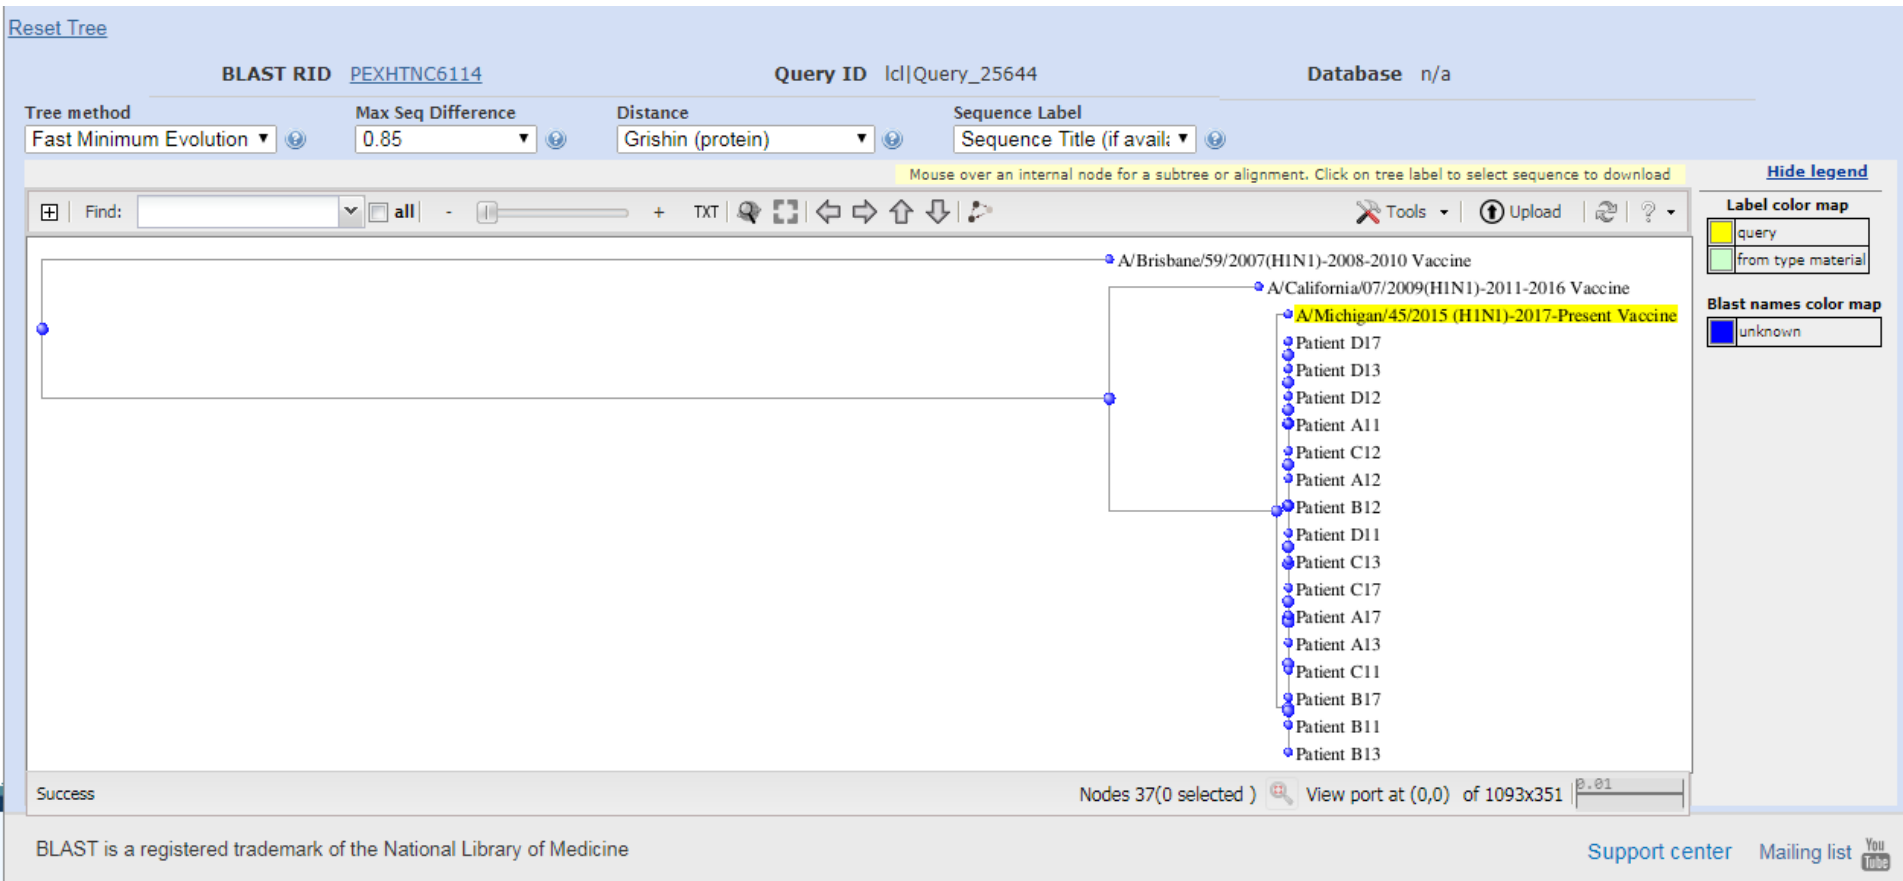 Reset Tree
BLAST RID PEXHTNC6114 Query ID lcl|Query_25644 Database n/a
Tree method Max Seq Difference Distance Sequence Label
Fast Minimum Evolution 0.85 Grishin (protein) Sequence Title (if avail:
Mouse over an internal node for a subtree or alignment. Click on tree label to select sequence to download
Hide legend
Find: all - + TXT Tools Upload ?
Label color map
query
from type material
Blast names color map
unknown
A/Brisbane/59/2007(H1N1)-2008-2010 Vaccine
A/California/07/2009(H1N1)-2011-2016 Vaccine
A/Michigan/45/2015 (H1N1)-2017-Present Vaccine
Patient D17
Patient D13
Patient D12
Patient A11
Patient C12
Patient A12
Patient B12
Patient D11
Patient C13
Patient C17
Patient A17
Patient A13
Patient C11
Patient B17
Patient B11
Patient B13
Success Nodes 37(0 selected ) View port at (0,0) of 1093x351 0.01
BLAST is a registered trademark of the National Library of Medicine
Support center Mailing list You Tube